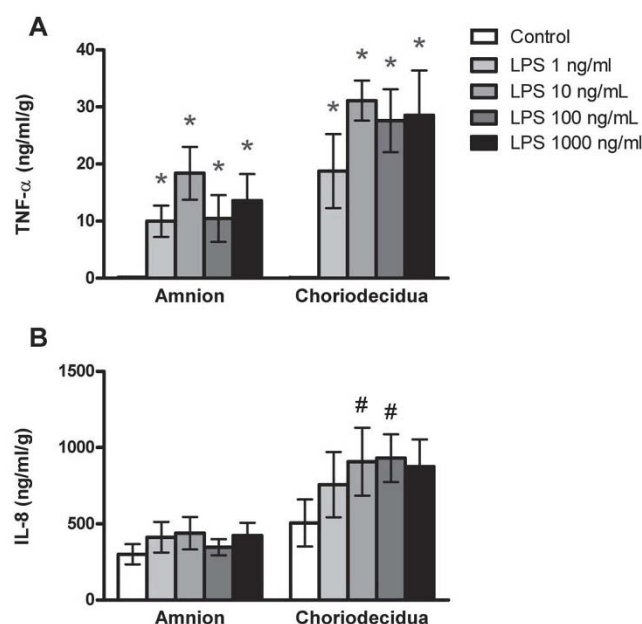 A
TNF-α (ng/ml/g)
40
30
20
10
0
* * * *
* * * *
Amnion Choriodecidua
Control
LPS 1 ng/ml
LPS 10 ng/mL
LPS 100 ng/mL
LPS 1000 ng/ml
B
IL-8 (ng/ml/g)
1500
1000
500
0
# #
Amnion Choriodecidua